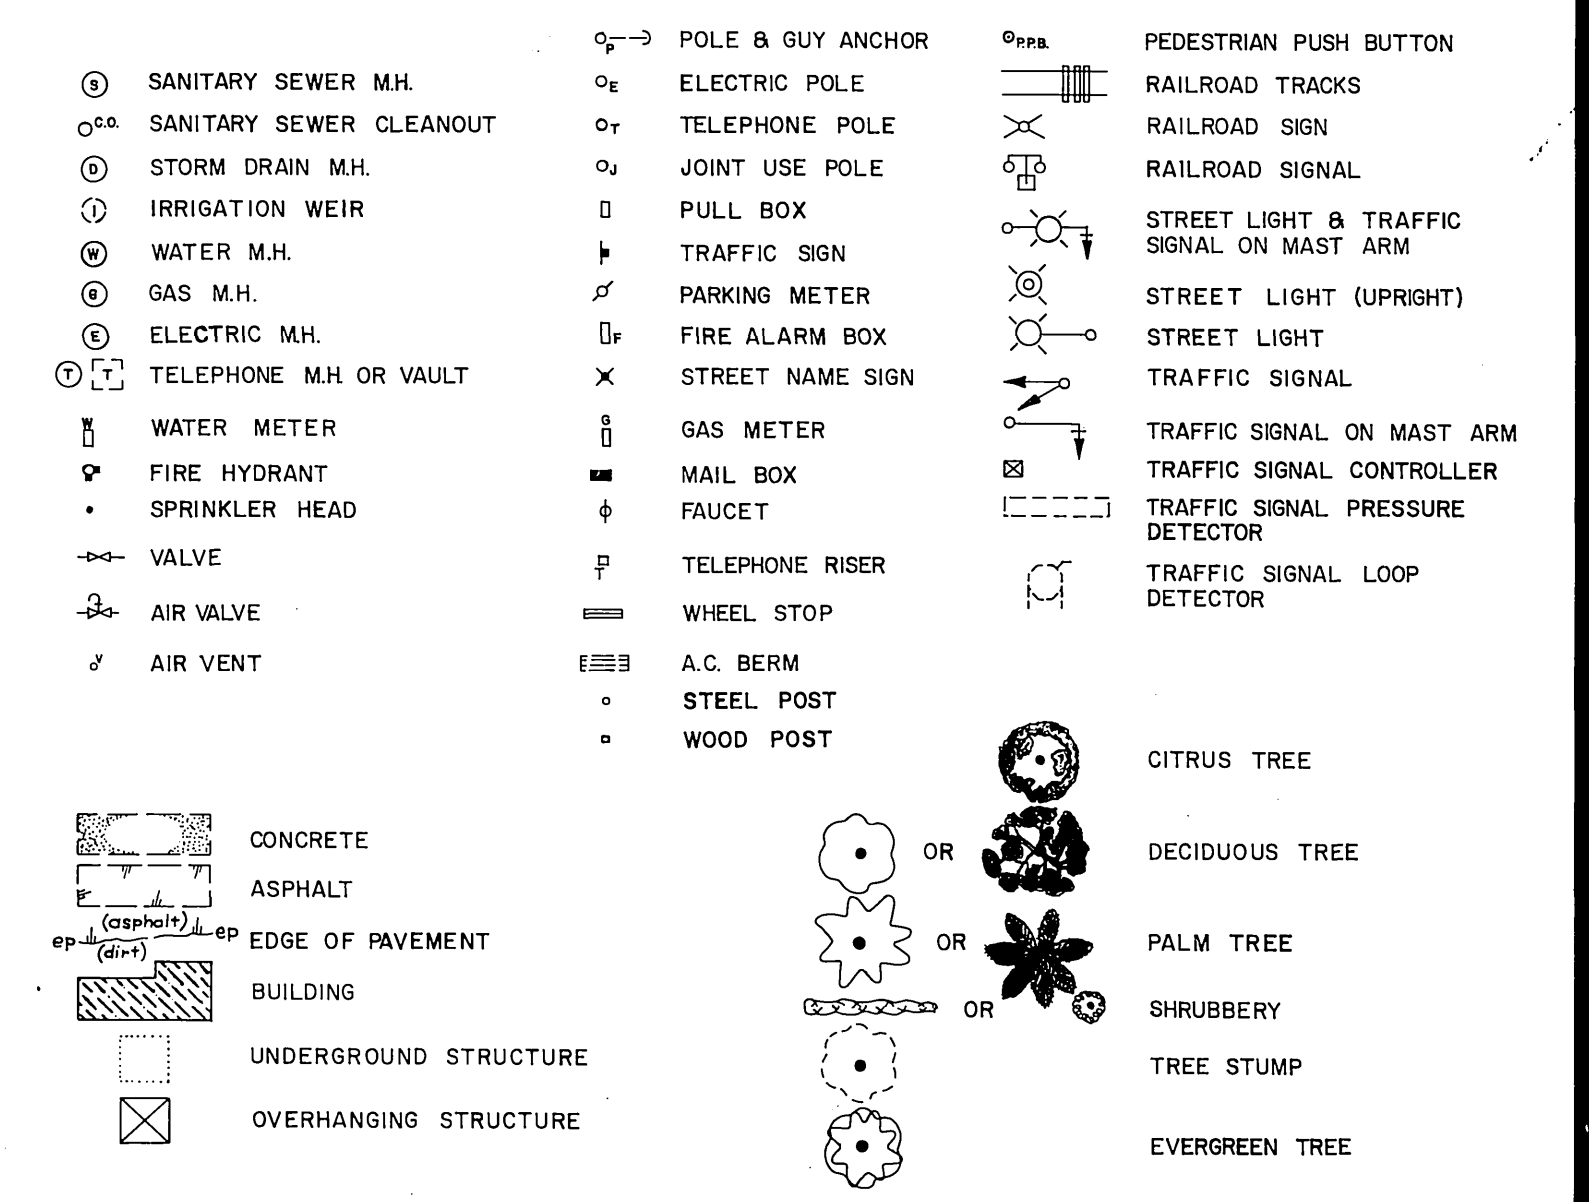 S SANITARY SEWER M.H.
C.O. SANITARY SEWER CLEANOUT
D STORM DRAIN M.H.
I IRRIGATION WEIR
W WATER M.H.
G GAS M.H.
E ELECTRIC M.H.
T T TELEPHONE M.H. OR VAULT
W WATER METER
FIRE HYDRANT
SPRINKLER HEAD
VALVE
AIR VALVE
V AIR VENT
P POLE & GUY ANCHOR
E ELECTRIC POLE
T TELEPHONE POLE
J JOINT USE POLE
PULL BOX
TRAFFIC SIGN
PARKING METER
F FIRE ALARM BOX
STREET NAME SIGN
G GAS METER
MAIL BOX
FAUCET
T TELEPHONE RISER
WHEEL STOP
A.C. BERM
STEEL POST
WOOD POST
P.P.B. PEDESTRIAN PUSH BUTTON
RAILROAD TRACKS
RAILROAD SIGN
RAILROAD SIGNAL
STREET LIGHT & TRAFFIC
SIGNAL ON MAST ARM
STREET LIGHT (UPRIGHT)
STREET LIGHT
TRAFFIC SIGNAL
TRAFFIC SIGNAL ON MAST ARM
TRAFFIC SIGNAL CONTROLLER
TRAFFIC SIGNAL PRESSURE
DETECTOR
TRAFFIC SIGNAL LOOP
DETECTOR
CONCRETE
ASPHALT
(asphalt)
ep ep EDGE OF PAVEMENT
(dirt)
BUILDING
UNDERGROUND STRUCTURE
OVERHANGING STRUCTURE
CITRUS TREE
OR DECIDUOUS TREE
OR PALM TREE
OR SHRUBBERY
TREE STUMP
EVERGREEN TREE